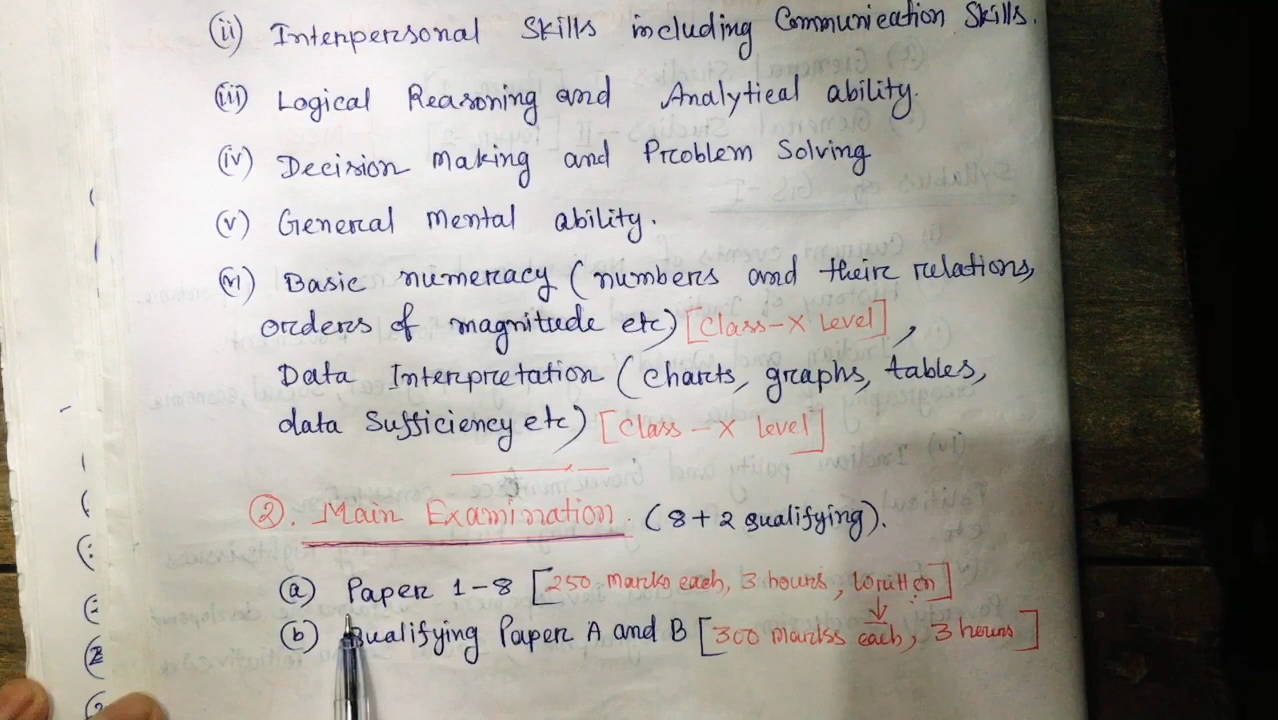 (ii) Interpersonal Skills including Communication Skills.
(iii) Logical Reasoning and Analytical ability.
(iv) Decision Making and Problem Solving
(v) General Mental ability.
(vi) Basic numeracy (numbers and their relations,
orders of magnitude etc) [Class-X Level] ,
Data Interpretation (charts, graphs, tables,
data Sufficiency etc) [Class - X level]
②. Main Examination. (8+2 qualifying).
(a) Paper 1-8 [250 marks each, 3 hours, written]
(b) Qualifying Paper A and B [300 marks each, 3 hours]